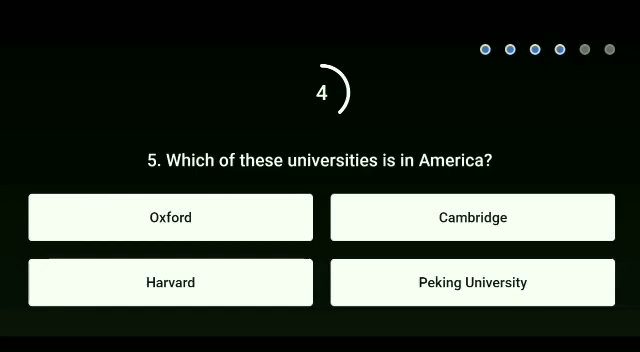 4
5. Which of these universities is in America?
Oxford
Cambridge
Harvard
Peking University